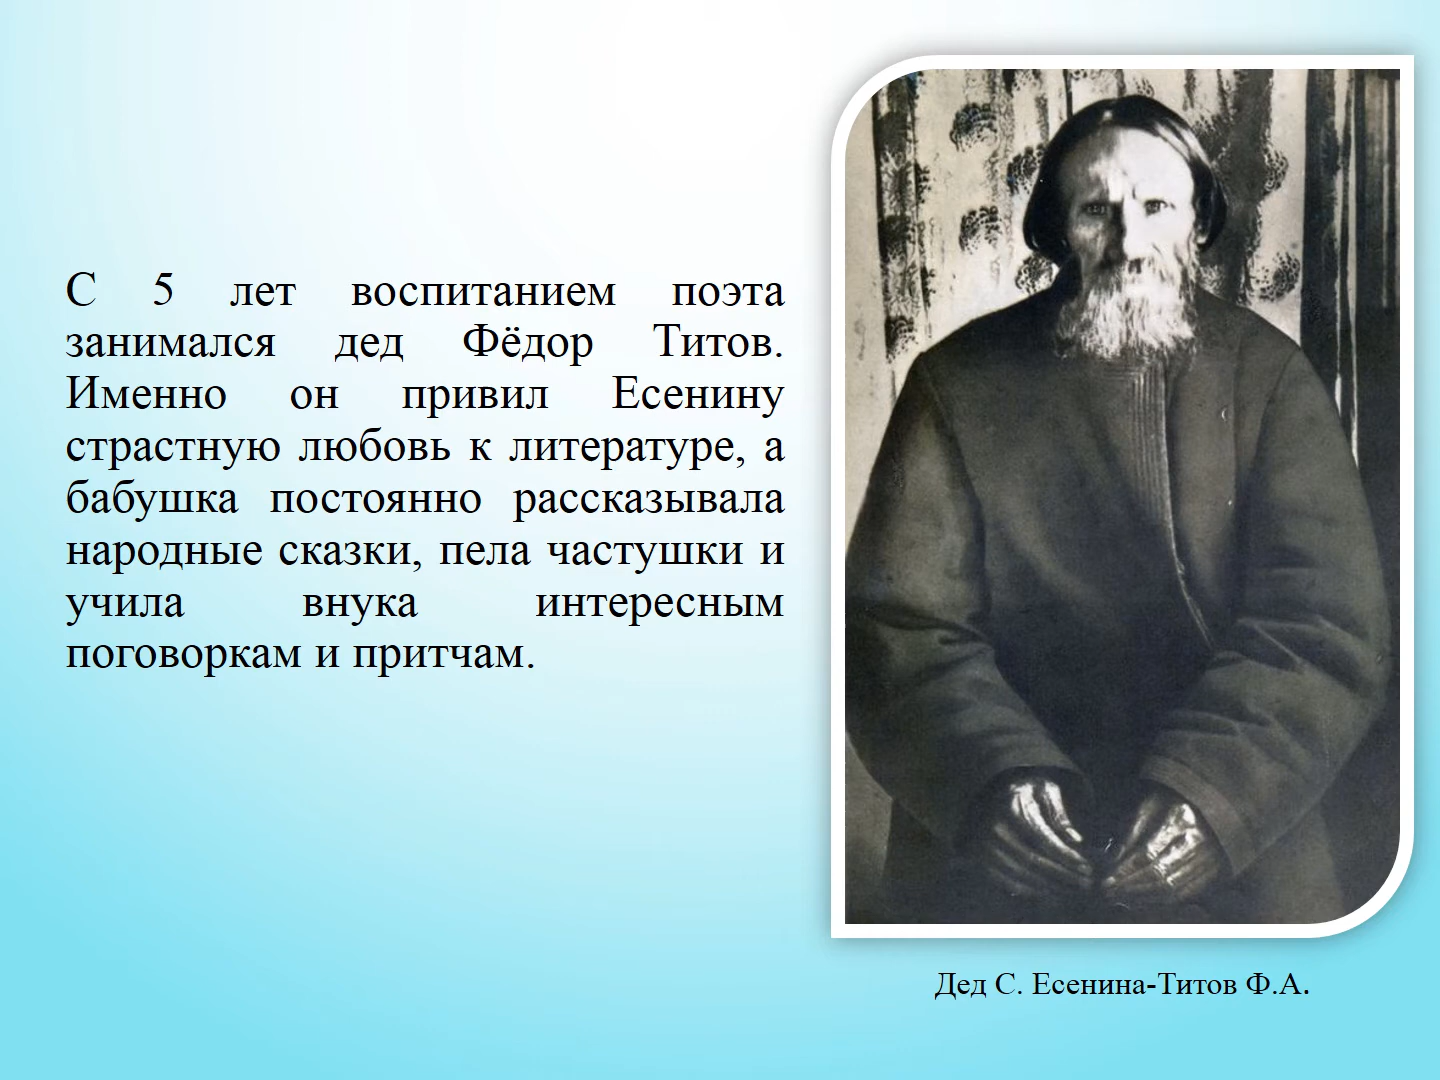 С 5 лет воспитанием поэта
занимался дед Фёдор Титов.
Именно он привил Есенину
страстную любовь к литературе, а
бабушка постоянно рассказывала
народные сказки, пела частушки и
учила внука интересным
поговоркам и притчам.
Дед С. Есенина-Титов Ф.А.